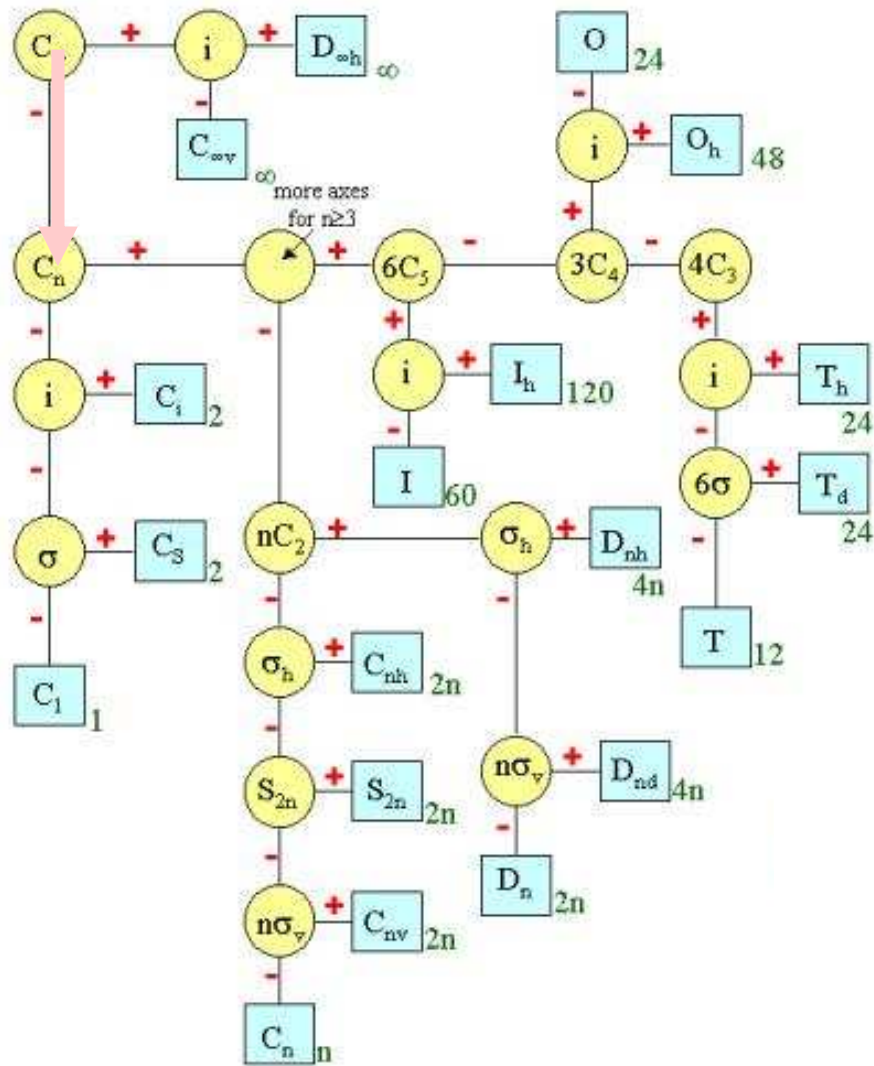 C + i + D∞h ∞
O 24
-
-
-
C∞v ∞
i + Oh 48
more axes
for n≥3
+
Cn + + 6C5 - 3C4 - 4C3
-
-
+
+
i + Ci 2
i + Ih 120
i + Th 24
-
-
-
I 60
6σ + Td 24
-
nC2 + σh + Dnh 4n
σ + CS 2
-
-
-
T 12
C1 1
σh + Cnh 2n
-
S2n + S2n 2n
nσv + Dnd 4n
-
-
Dn 2n
nσv + Cnv 2n
-
Cn n